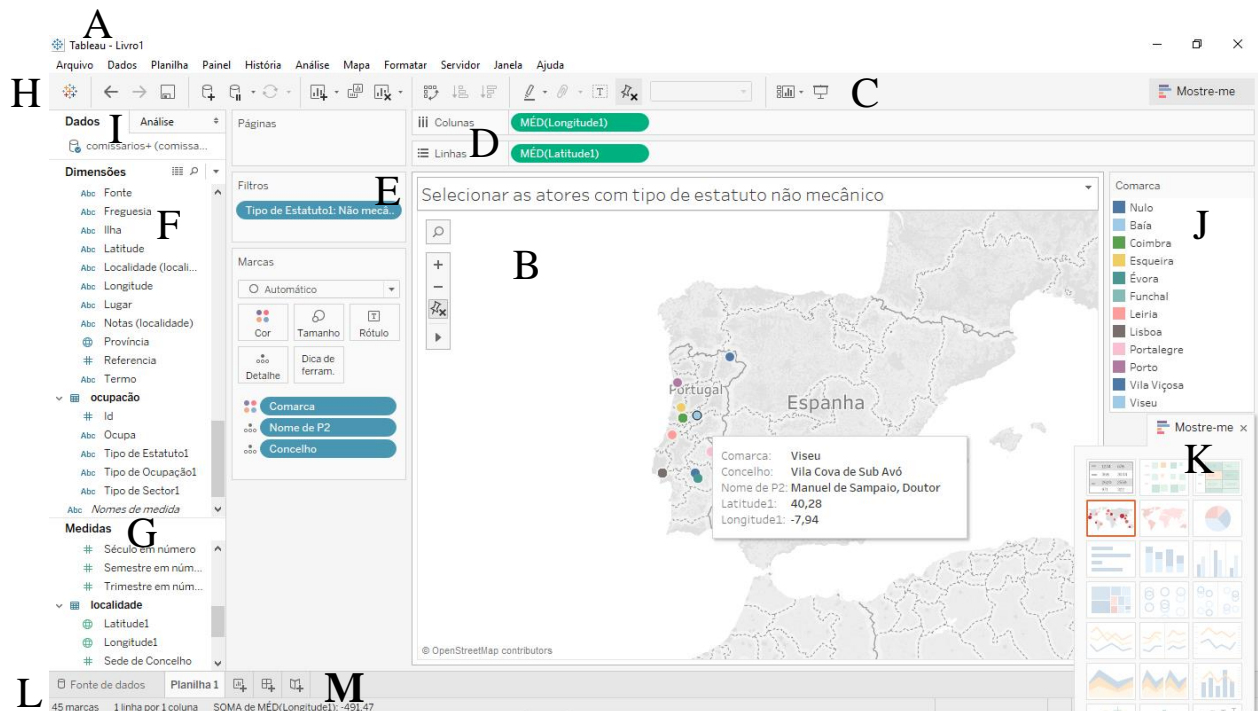 A
Tableau - Livro1
Arquivo Dados Planilha Painel História Análise Mapa Formatar Servidor Janela Ajuda
H
C
Mostre-me
Dados I Análise
comissarios+ (comissa...
Dimensões
Abc Fonte
Abc Freguesia
Abc Ilha
F
Abc Latitude
Abc Localidade (locali...
Abc Longitude
Abc Lugar
Abc Notas (localidade)
Província
# Referencia
Abc Termo
ocupacão
# Id
Abc Ocupa
Abc Tipo de Estatuto1
Abc Tipo de Ocupação1
Abc Tipo de Sector1
Abc Nomes de medida
Medidas G
# Século em número
# Semestre em núm...
# Trimestre em núm...
localidade
Latitude1
Longitude1
# Sede de Concelho
Páginas
Filtros E
Tipo de Estatuto1: Não mecâ..
Marcas
Automático
Cor Tamanho Rótulo
Detalhe Dica de ferram.
Comarca
Nome de P2
Concelho
Colunas MÉD(Longitude1)
D
Linhas MÉD(Latitude1)
Selecionar as atores com tipo de estatuto não mecânico
B
Portugal
Espanha
Comarca: Viseu
Concelho: Vila Cova de Sub Avó
Nome de P2: Manuel de Sampaio, Doutor
Latitude1: 40,28
Longitude1: -7,94
© OpenStreetMap contributors
Comarca
Nulo
Baía
J
Coimbra
Esqueira
Évora
Funchal
Leiria
Lisboa
Portalegre
Porto
Vila Viçosa
Viseu
Mostre-me ×
K
L
Fonte de dados Planilha 1
M
45 marcas 1 linha por 1 coluna SOMA de MÉD(Longitude1): -491,47